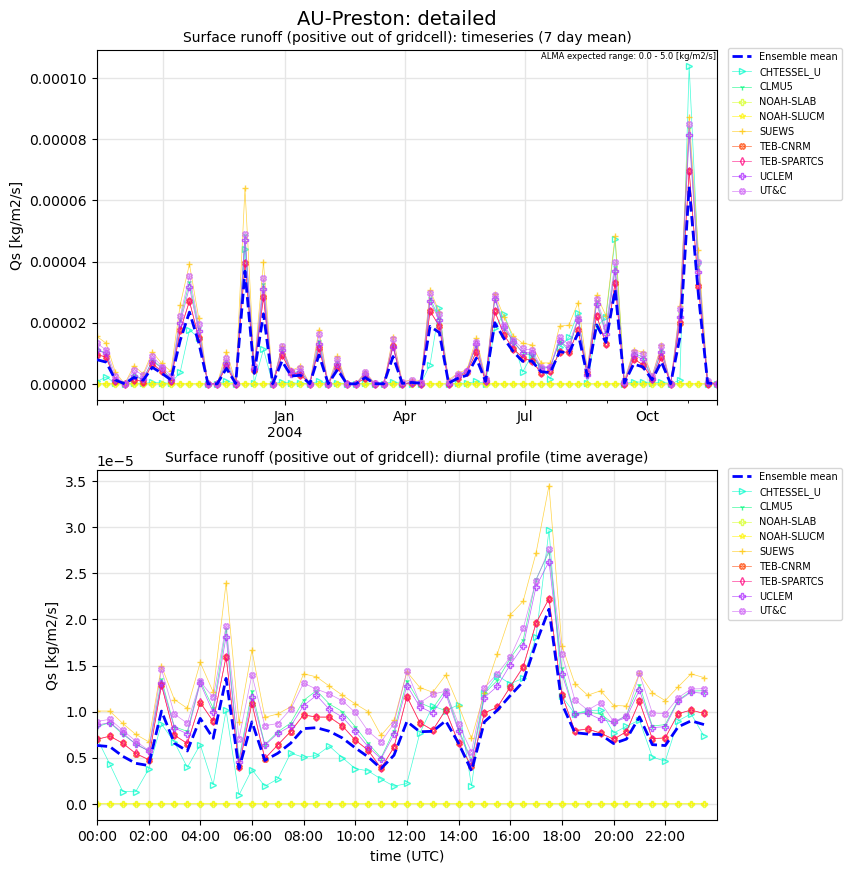 AU-Preston: detailed
Surface runoff (positive out of gridcell): timeseries (7 day mean)
ALMA expected range: 0.0 - 5.0 [kg/m2/s]
Qs [kg/m2/s]
0.00010
0.00008
0.00006
0.00004
0.00002
0.00000
Oct
Jan
2004
Apr
Jul
Oct
Ensemble mean
CHTESSEL_U
CLMU5
NOAH-SLAB
NOAH-SLUCM
SUEWS
TEB-CNRM
TEB-SPARTCS
UCLEM
UT&C
Surface runoff (positive out of gridcell): diurnal profile (time average)
1e−5
Qs [kg/m2/s]
3.5
3.0
2.5
2.0
1.5
1.0
0.5
0.0
00:00
02:00
04:00
06:00
08:00
10:00
12:00
14:00
16:00
18:00
20:00
22:00
time (UTC)
Ensemble mean
CHTESSEL_U
CLMU5
NOAH-SLAB
NOAH-SLUCM
SUEWS
TEB-CNRM
TEB-SPARTCS
UCLEM
UT&C